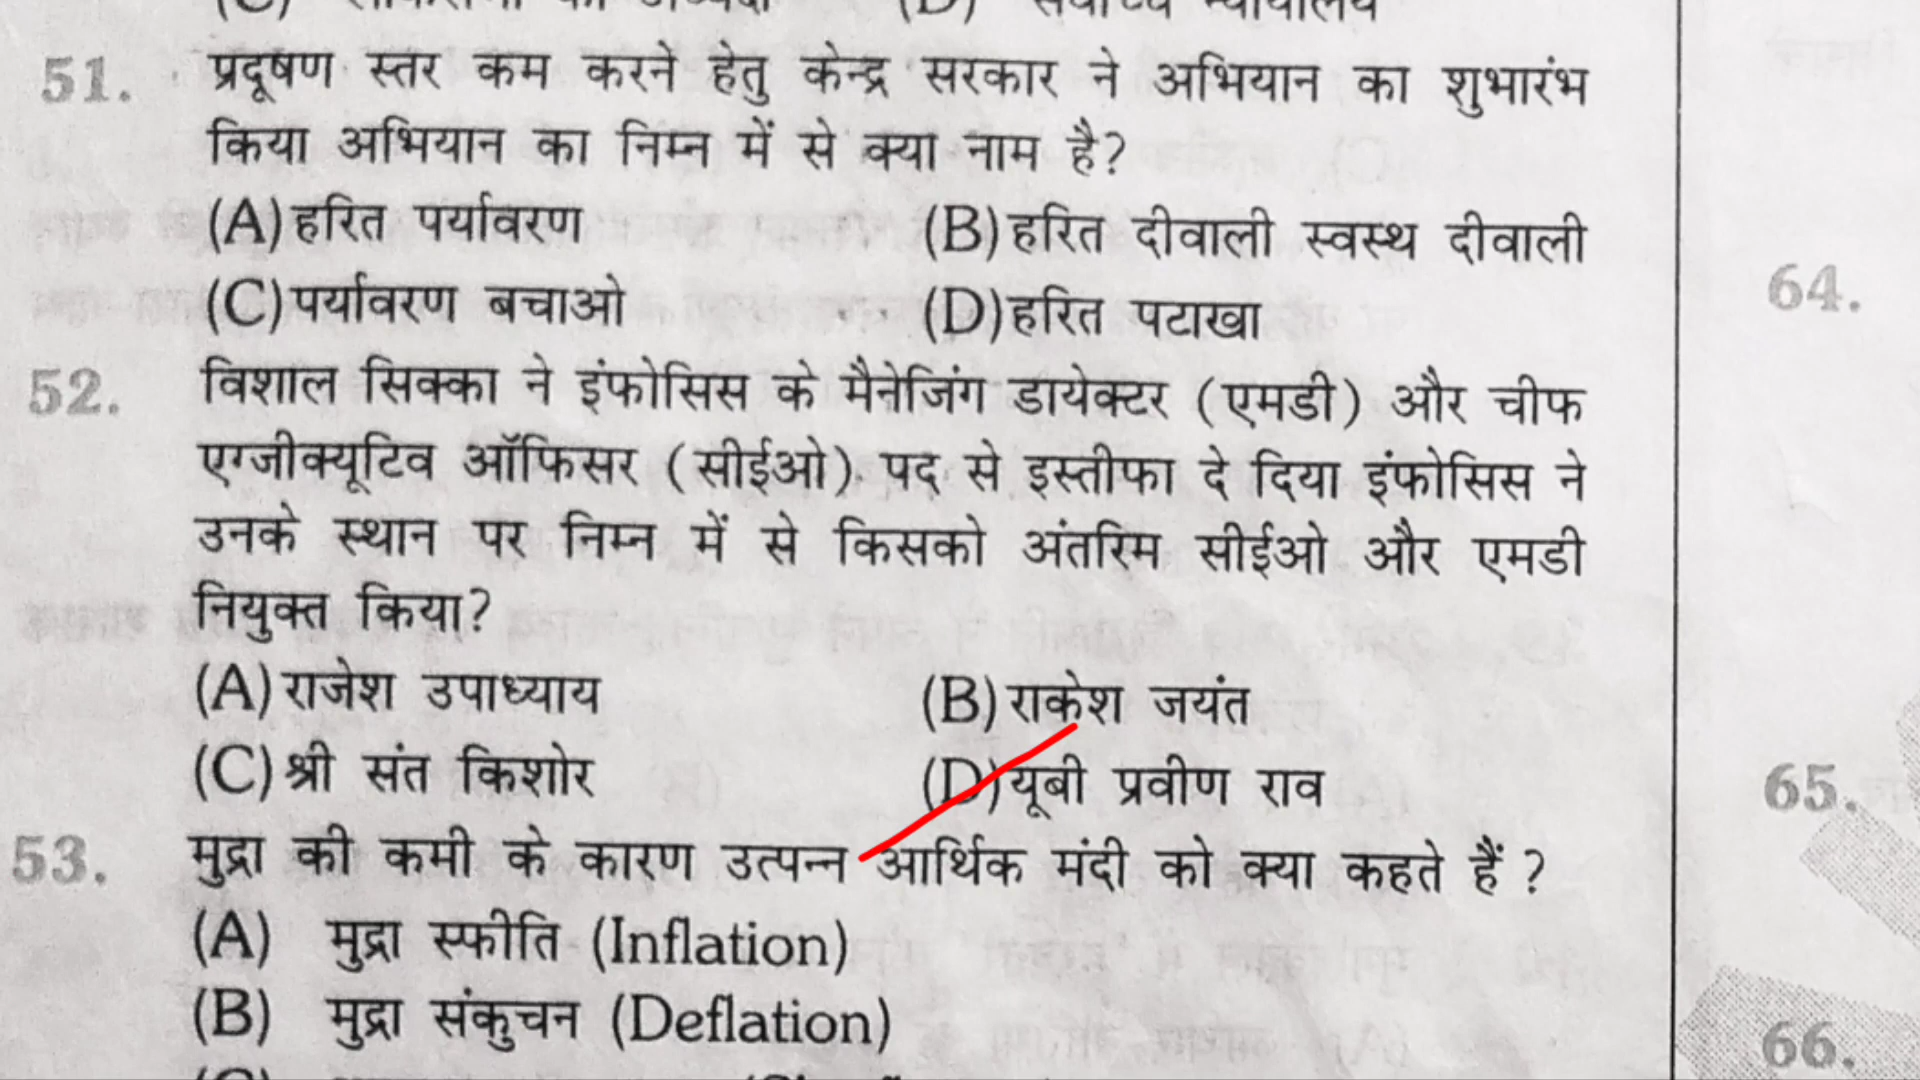 51. प्रदूषण स्तर कम करने हेतु केन्द्र सरकार ने अभियान का शुभारंभ
किया अभियान का निम्न में से क्या नाम है?
(A) हरित पर्यावरण (B) हरित दीवाली स्वस्थ दीवाली
(C) पर्यावरण बचाओ (D) हरित पटाखा
52. विशाल सिक्का ने इंफोसिस के मैनेजिंग डायेक्टर (एमडी) और चीफ
एग्जीक्यूटिव ऑफिसर (सीईओ) पद से इस्तीफा दे दिया इंफोसिस ने
उनके स्थान पर निम्न में से किसको अंतरिम सीईओ और एमडी
नियुक्त किया?
(A) राजेश उपाध्याय (B) राकेश जयंत
(C) श्री संत किशोर (D) यूबी प्रवीण राव
53. मुद्रा की कमी के कारण उत्पन्न आर्थिक मंदी को क्या कहते हैं ?
(A) मुद्रा स्फीति (Inflation)
(B) मुद्रा संकुचन (Deflation)
64.
65.
66.